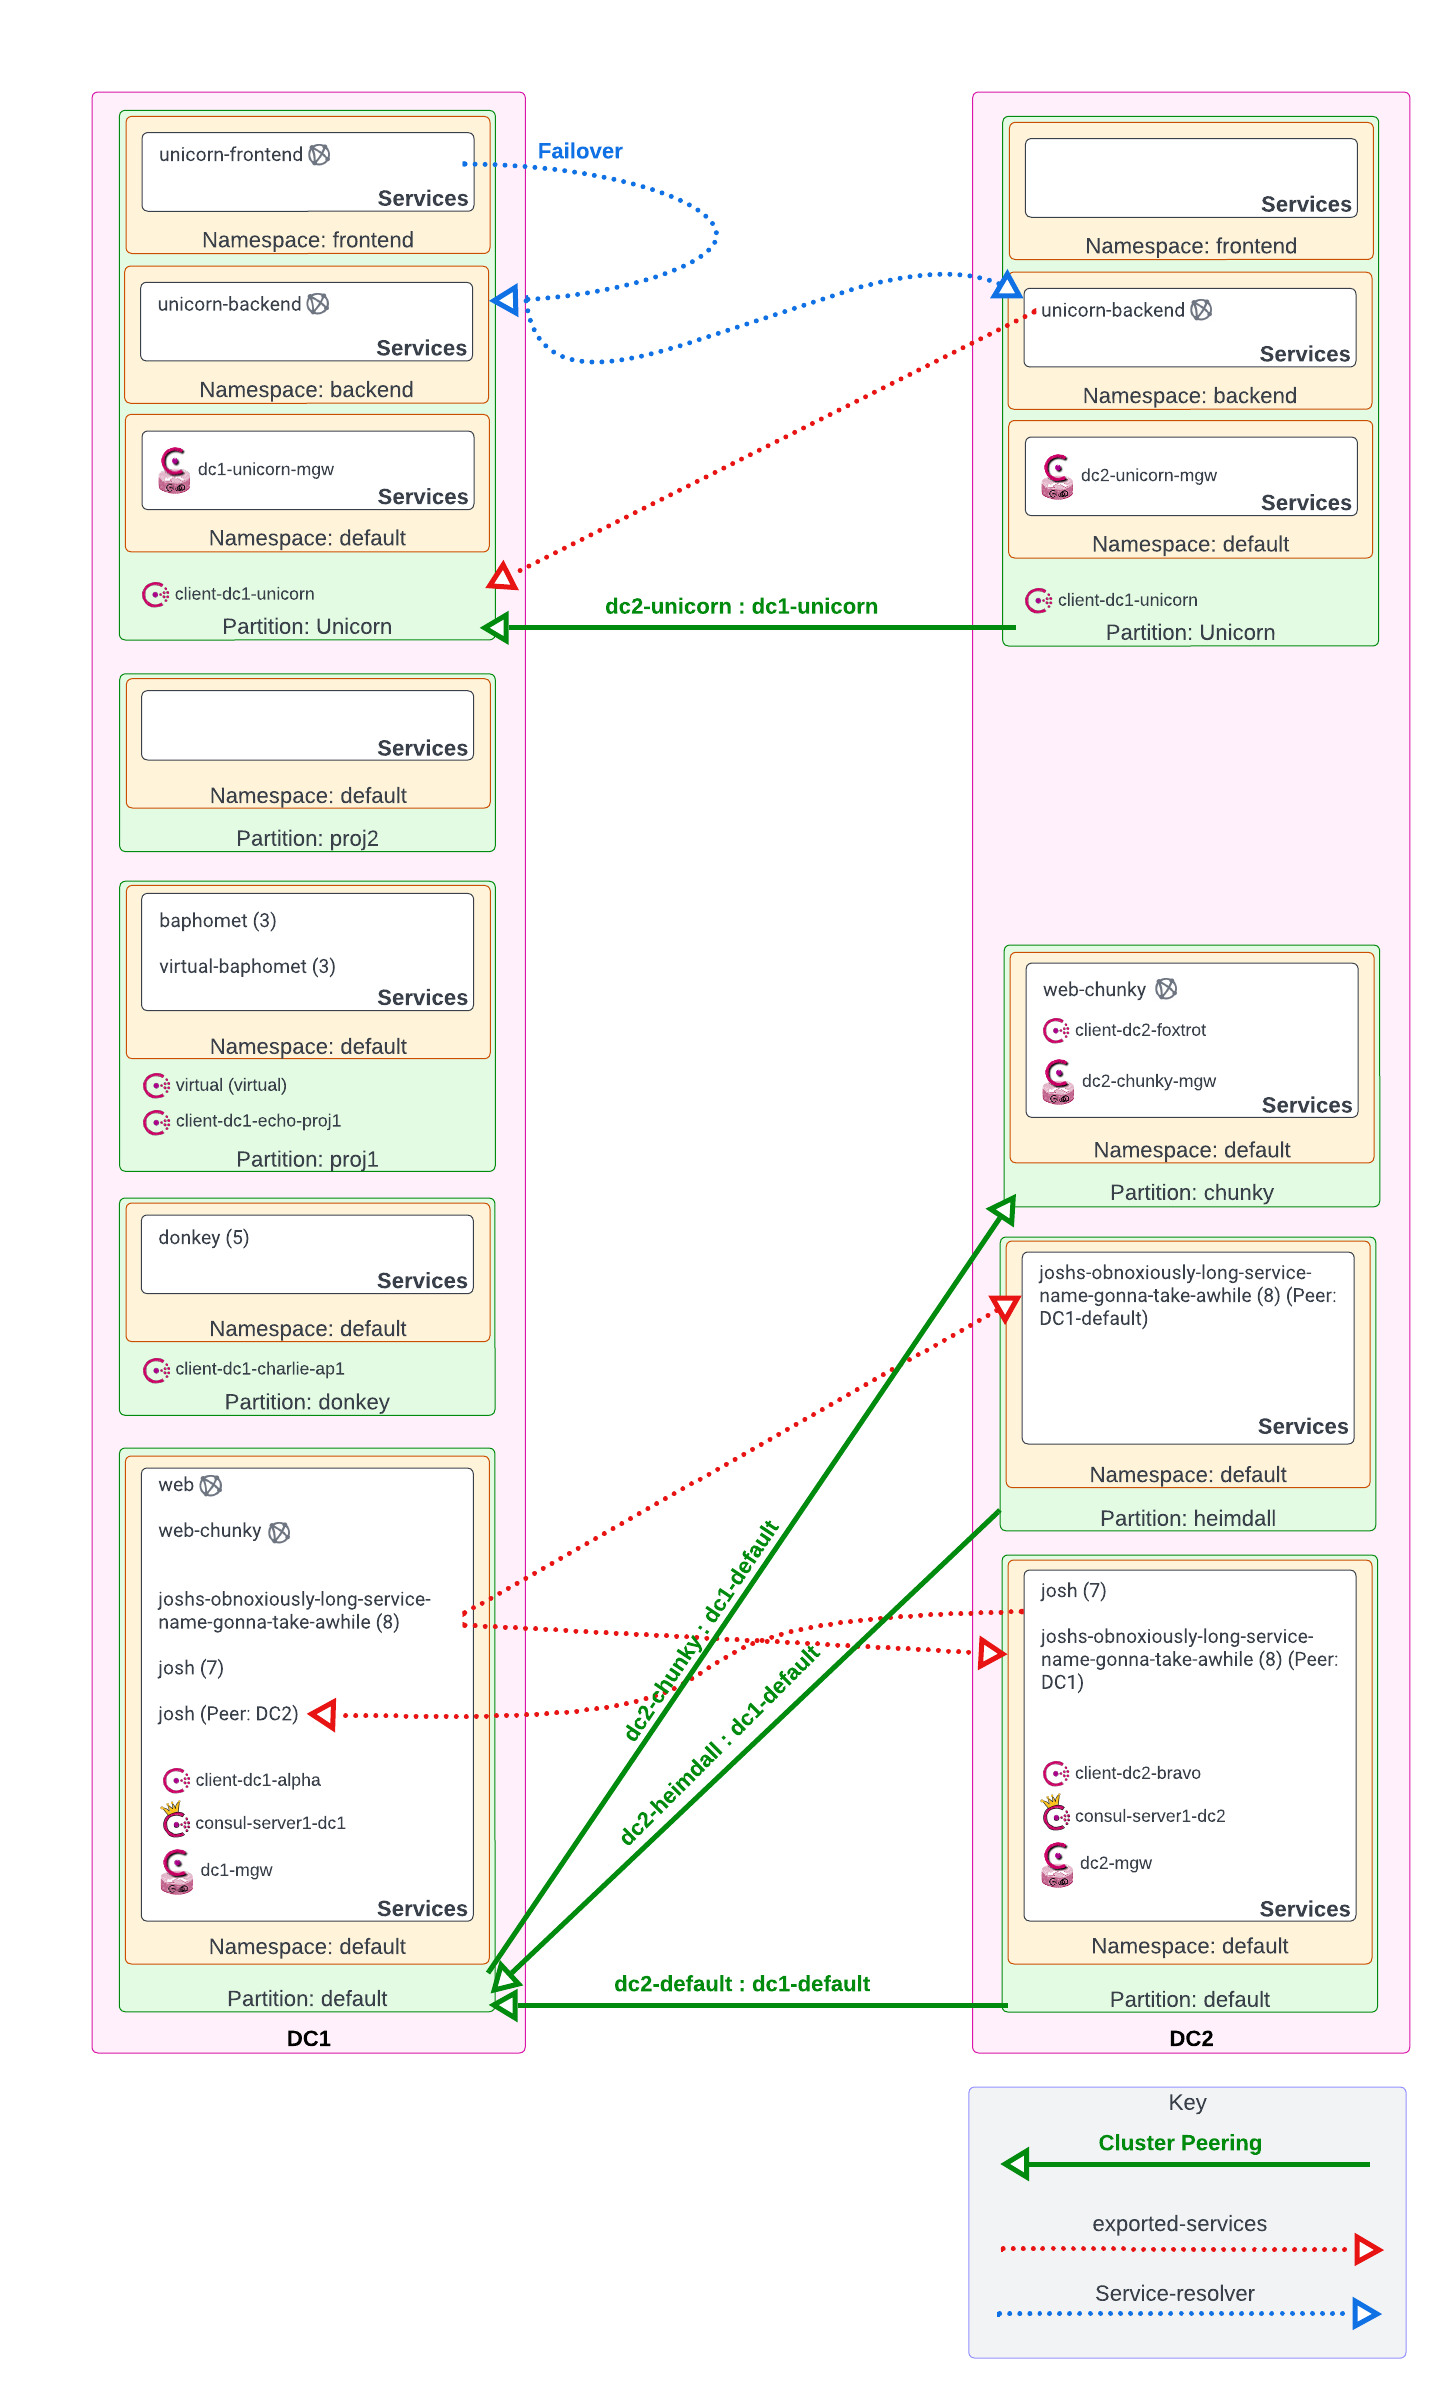 unicorn-frontend
Services
Namespace: frontend
unicorn-backend
Services
Namespace: backend
dc1-unicorn-mgw
Services
Namespace: default
client-dc1-unicorn
Partition: Unicorn
Services
Namespace: default
Partition: proj2
baphomet (3)
virtual-baphomet (3)
Services
Namespace: default
virtual (virtual)
client-dc1-echo-proj1
Partition: proj1
donkey (5)
Services
Namespace: default
client-dc1-charlie-ap1
Partition: donkey
web
web-chunky
joshs-obnoxiously-long-service-
name-gonna-take-awhile (8)
josh (7)
josh (Peer: DC2)
client-dc1-alpha
consul-server1-dc1
dc1-mgw
Services
Namespace: default
Partition: default
DC1
Failover
dc2-unicorn : dc1-unicorn
dc2-chunky : dc1-default
dc2-heimdall : dc1-default
dc2-default : dc1-default
Services
Namespace: frontend
unicorn-backend
Services
Namespace: backend
dc2-unicorn-mgw
Services
Namespace: default
client-dc1-unicorn
Partition: Unicorn
web-chunky
client-dc2-foxtrot
dc2-chunky-mgw
Services
Namespace: default
Partition: chunky
joshs-obnoxiously-long-service-
name-gonna-take-awhile (8) (Peer:
DC1-default)
Services
Namespace: default
Partition: heimdall
josh (7)
joshs-obnoxiously-long-service-
name-gonna-take-awhile (8) (Peer:
DC1)
client-dc2-bravo
consul-server1-dc2
dc2-mgw
Services
Namespace: default
Partition: default
DC2
Key
Cluster Peering
exported-services
Service-resolver